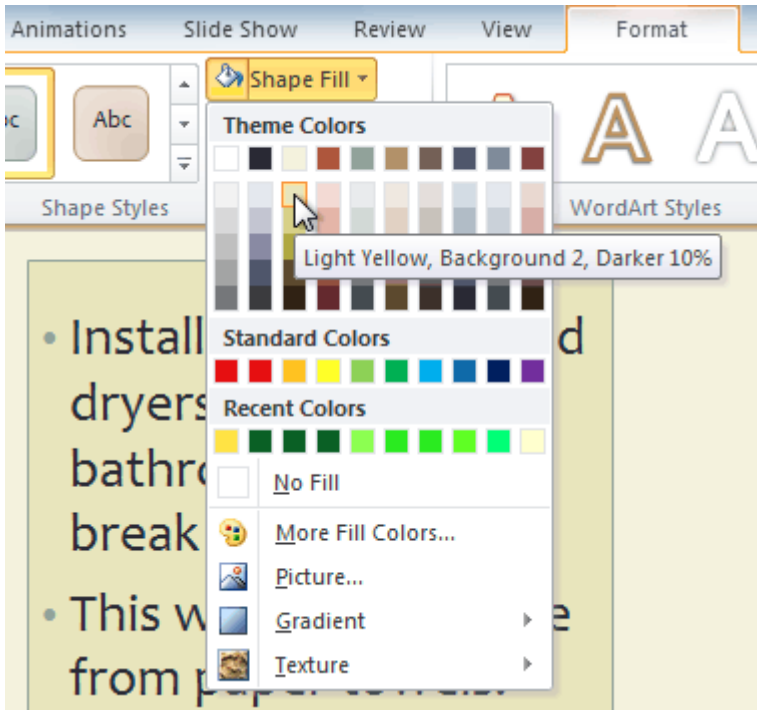 Animations Slide Show Review View Format
Shape Fill
Abc
Theme Colors
Shape Styles WordArt Styles
Light Yellow, Background 2, Darker 10%
Standard Colors
Recent Colors
No Fill
More Fill Colors...
Picture...
Gradient
Texture
• Install
dryers
break
• This
from paper towels.